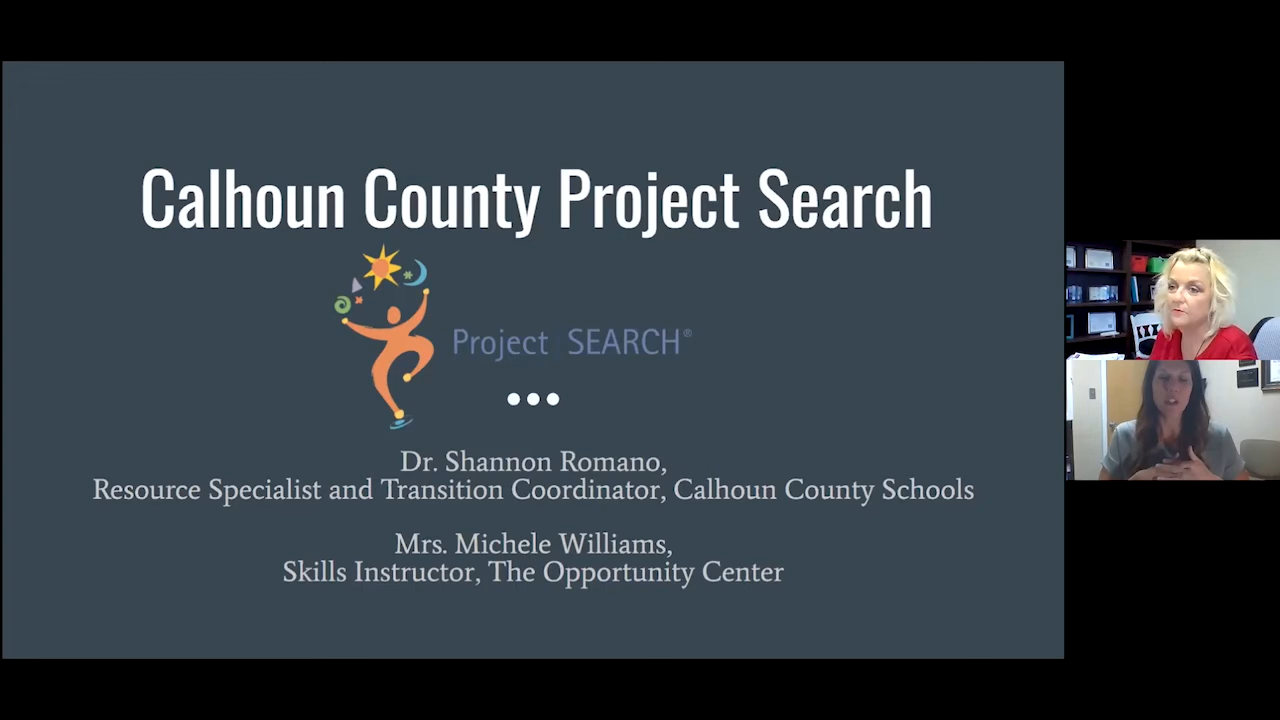 Calhoun County Project Search
Project SEARCH®
Dr. Shannon Romano,
Resource Specialist and Transition Coordinator, Calhoun County Schools
Mrs. Michele Williams,
Skills Instructor, The Opportunity Center